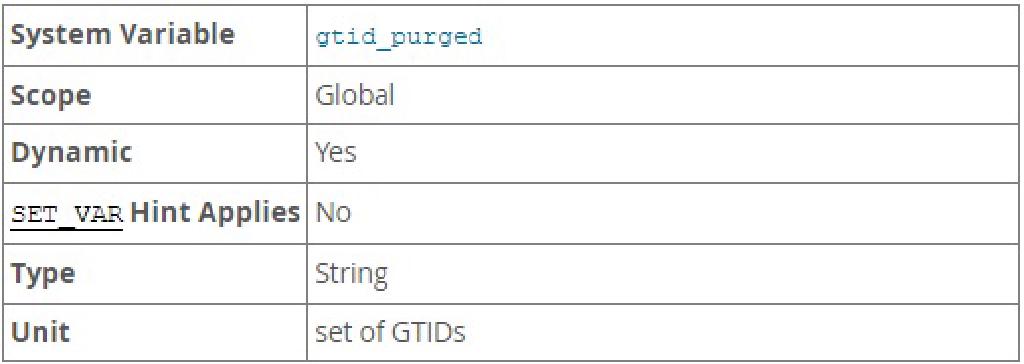 System Variable gtid_purged
Scope Global
Dynamic Yes
SET_VAR Hint Applies No
Type String
Unit set of GTIDs